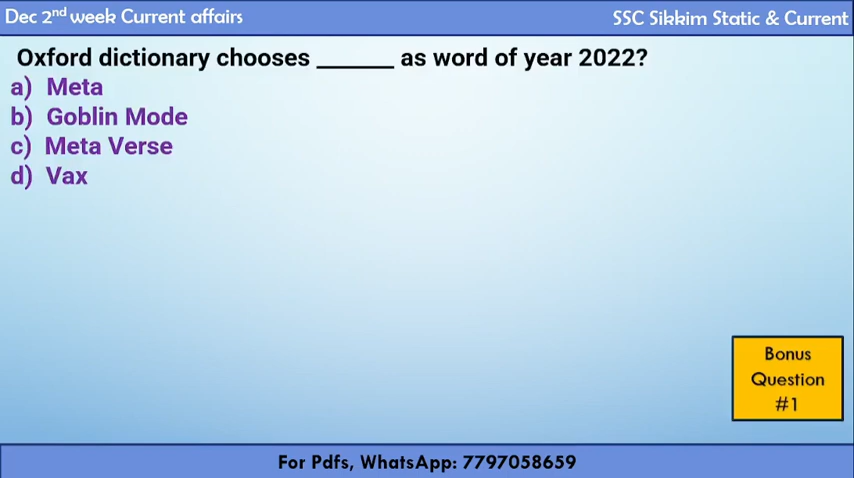 Dec 2nd week Current affairs
SSC Sikkim Static & Current
Oxford dictionary chooses ______ as word of year 2022?
a) Meta
b) Goblin Mode
c) Meta Verse
d) Vax
Bonus
Question
#1
For Pdfs, WhatsApp: 7797058659